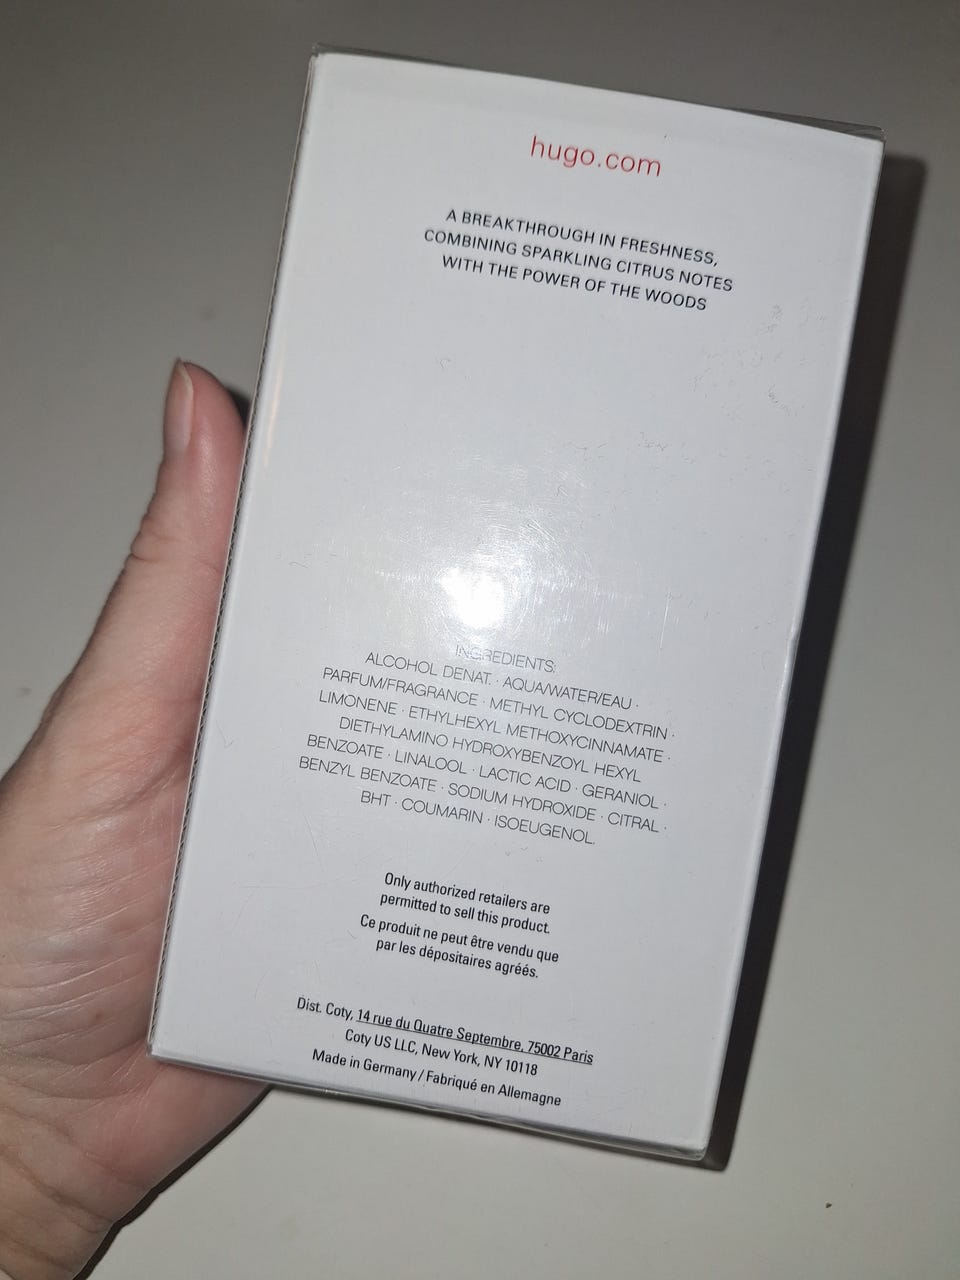 hugo.com
A BREAKTHROUGH IN FRESHNESS,
COMBINING SPARKLING CITRUS NOTES
WITH THE POWER OF THE WOODS
INGREDIENTS:
ALCOHOL DENAT. · AQUA/WATER/EAU ·
PARFUM/FRAGRANCE · METHYL CYCLODEXTRIN ·
LIMONENE · ETHYLHEXYL METHOXYCINNAMATE ·
DIETHYLAMINO HYDROXYBENZOYL HEXYL
BENZOATE · LINALOOL · LACTIC ACID · GERANIOL ·
BENZYL BENZOATE · SODIUM HYDROXIDE · CITRAL ·
BHT · COUMARIN · ISOEUGENOL.
Only authorized retailers are
permitted to sell this product.
Ce produit ne peut être vendu que
par les dépositaires agréés.
Dist. Coty, 14 rue du Quatre Septembre, 75002 Paris
Coty US LLC, New York, NY 10118
Made in Germany / Fabriqué en Allemagne